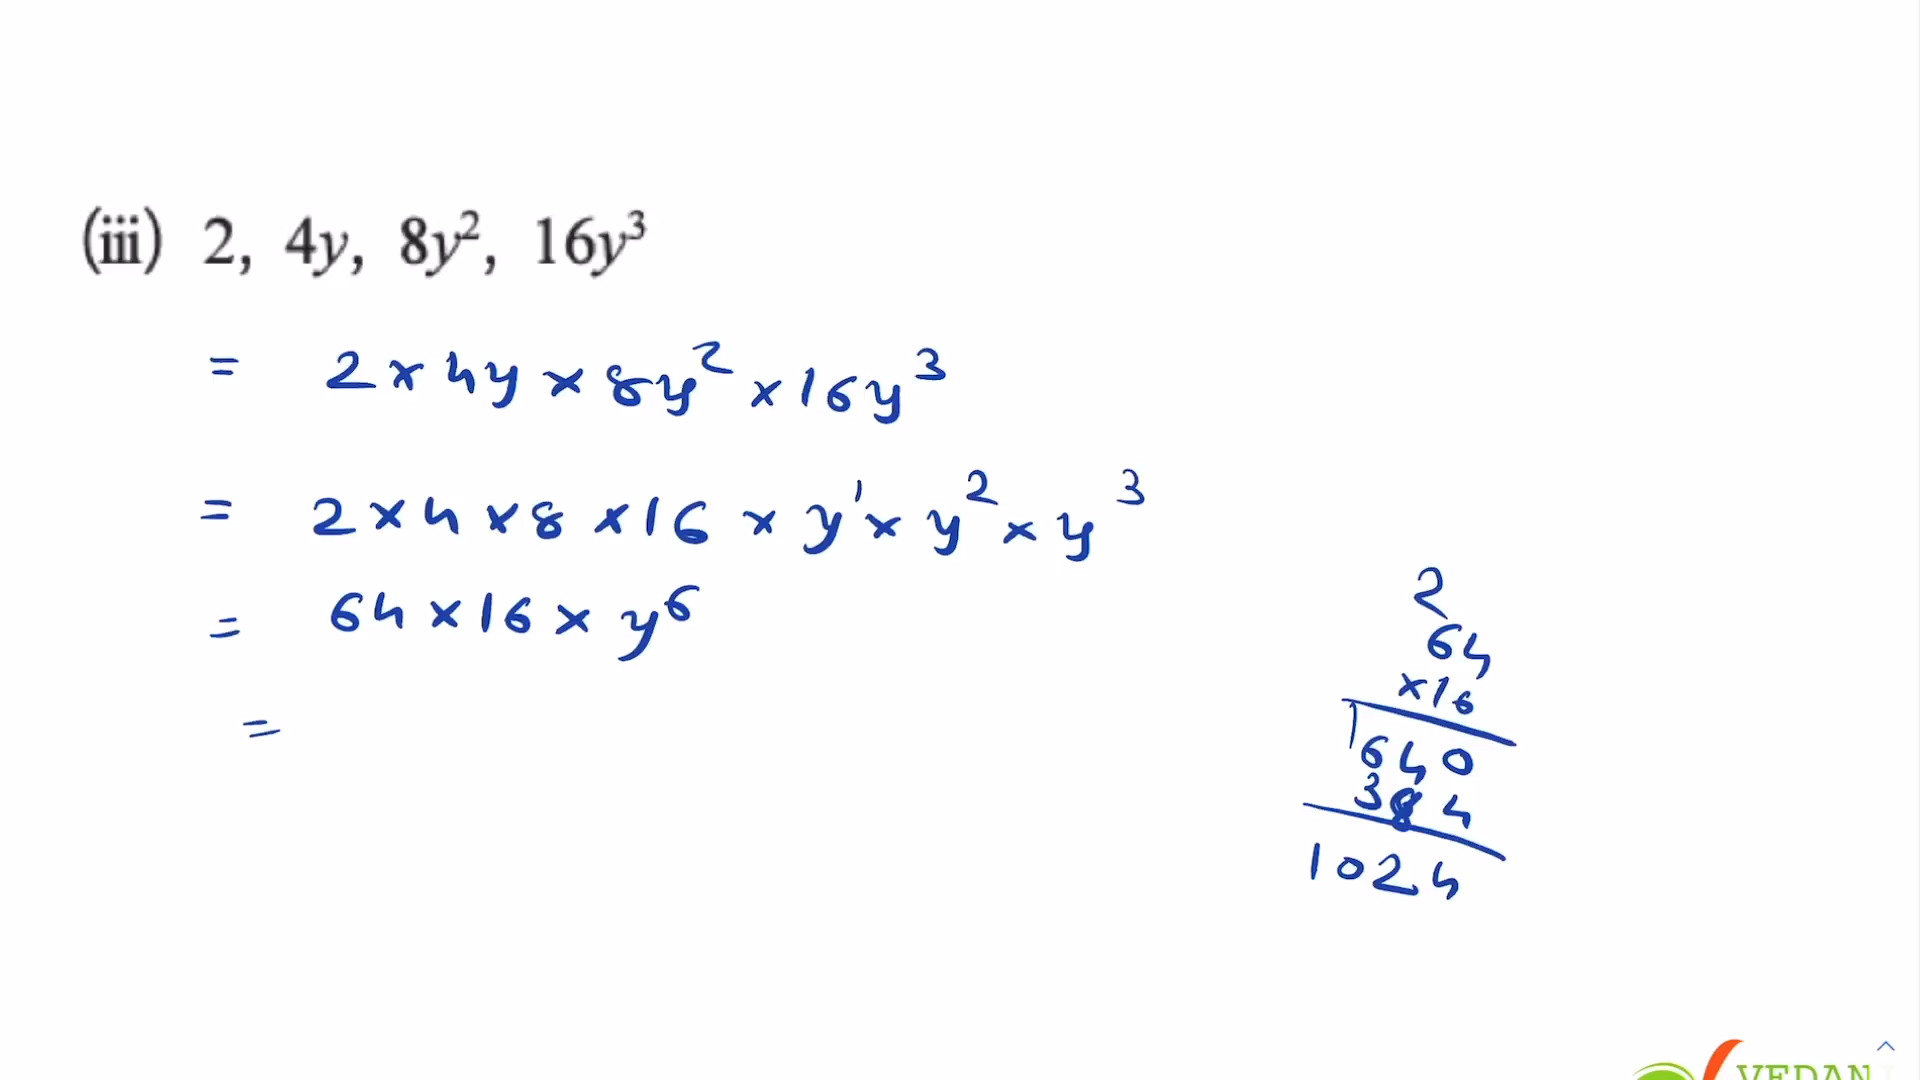 (iii) 2, 4y, 8y², 16y³
= 2 × 4y × 8y² × 16y³
= 2 × 4 × 8 × 16 × y¹ × y² × y³
= 64 × 16 × y⁶
=
2
64
×16
1
640
384
1024
VEDAN